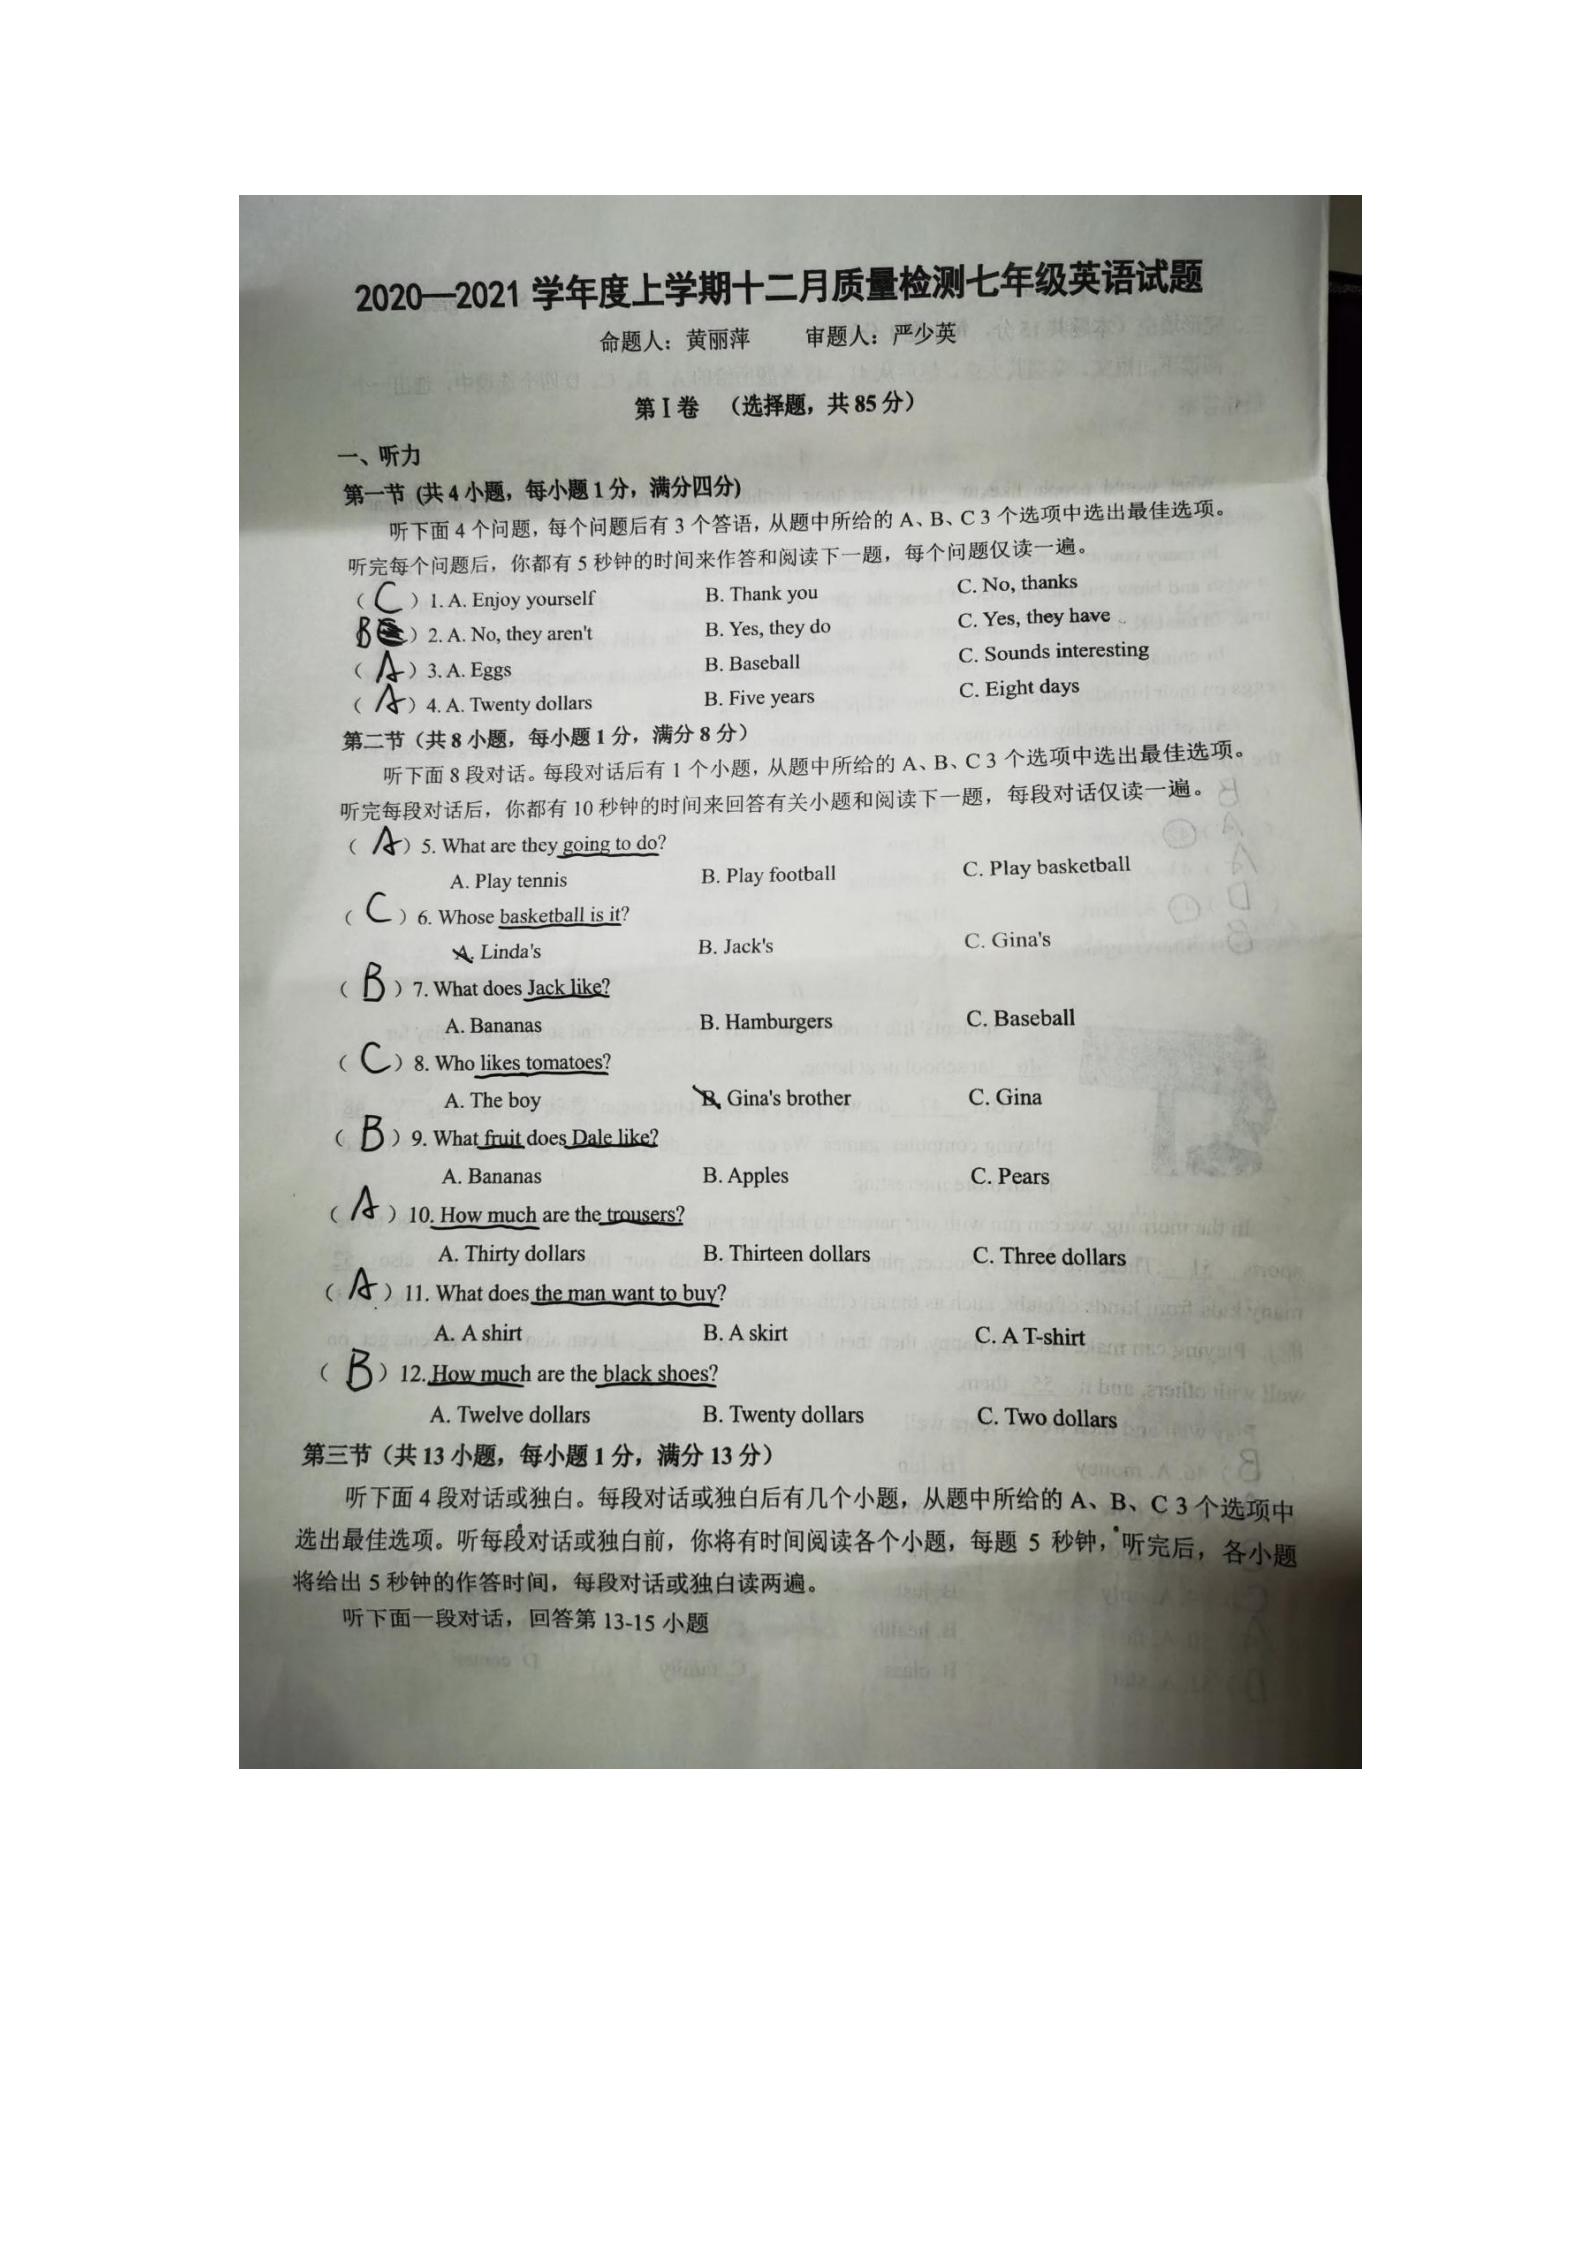 2020—2021 学年度上学期十二月质量检测七年级英语试题
命题人：黄丽萍 审题人：严少英
第Ⅰ卷 （选择题，共 85 分）
一、听力
第一节 (共 4 小题，每小题 1 分，满分四分)
听下面 4 个问题，每个问题后有 3 个答语，从题中所给的 A、B、C 3 个选项中选出最佳选项。
听完每个问题后，你都有 5 秒钟的时间来作答和阅读下一题，每个问题仅读一遍。
（ C ）1. A. Enjoy yourself B. Thank you C. No, thanks
B ）2. A. No, they aren't B. Yes, they do C. Yes, they have
（ A ）3. A. Eggs B. Baseball C. Sounds interesting
（ A ）4. A. Twenty dollars B. Five years C. Eight days
第二节（共 8 小题，每小题 1 分，满分 8 分）
听下面 8 段对话。每段对话后有 1 个小题，从题中所给的 A、B、C 3 个选项中选出最佳选项。
听完每段对话后，你都有 10 秒钟的时间来回答有关小题和阅读下一题，每段对话仅读一遍。
（ A ）5. What are they going to do?
A. Play tennis B. Play football C. Play basketball
（ C ）6. Whose basketball is it?
A. Linda's B. Jack's C. Gina's
（ B ）7. What does Jack like?
A. Bananas B. Hamburgers C. Baseball
（ C ）8. Who likes tomatoes?
A. The boy B. Gina's brother C. Gina
（ B ）9. What fruit does Dale like?
A. Bananas B. Apples C. Pears
（ A ）10. How much are the trousers?
A. Thirty dollars B. Thirteen dollars C. Three dollars
（ A ）11. What does the man want to buy?
A. A shirt B. A skirt C. A T-shirt
（ B ）12. How much are the black shoes?
A. Twelve dollars B. Twenty dollars C. Two dollars
第三节（共 13 小题，每小题 1 分，满分 13 分）
听下面 4 段对话或独白。每段对话或独白后有几个小题，从题中所给的 A、B、C 3 个选项中
选出最佳选项。听每段对话或独白前，你将有时间阅读各个小题，每题 5 秒钟，听完后，各小题
将给出 5 秒钟的作答时间，每段对话或独白读两遍。
听下面一段对话，回答第 13-15 小题